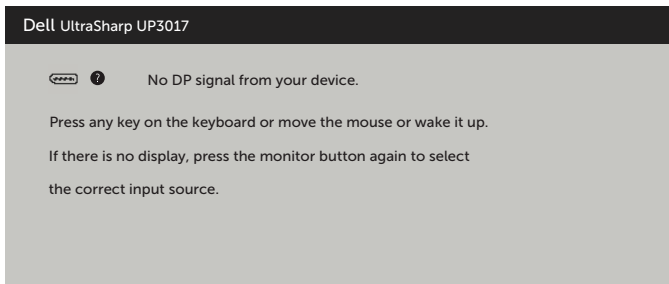 Dell UltraSharp UP3017
? No DP signal from your device.
Press any key on the keyboard or move the mouse or wake it up.
If there is no display, press the monitor button again to select
the correct input source.